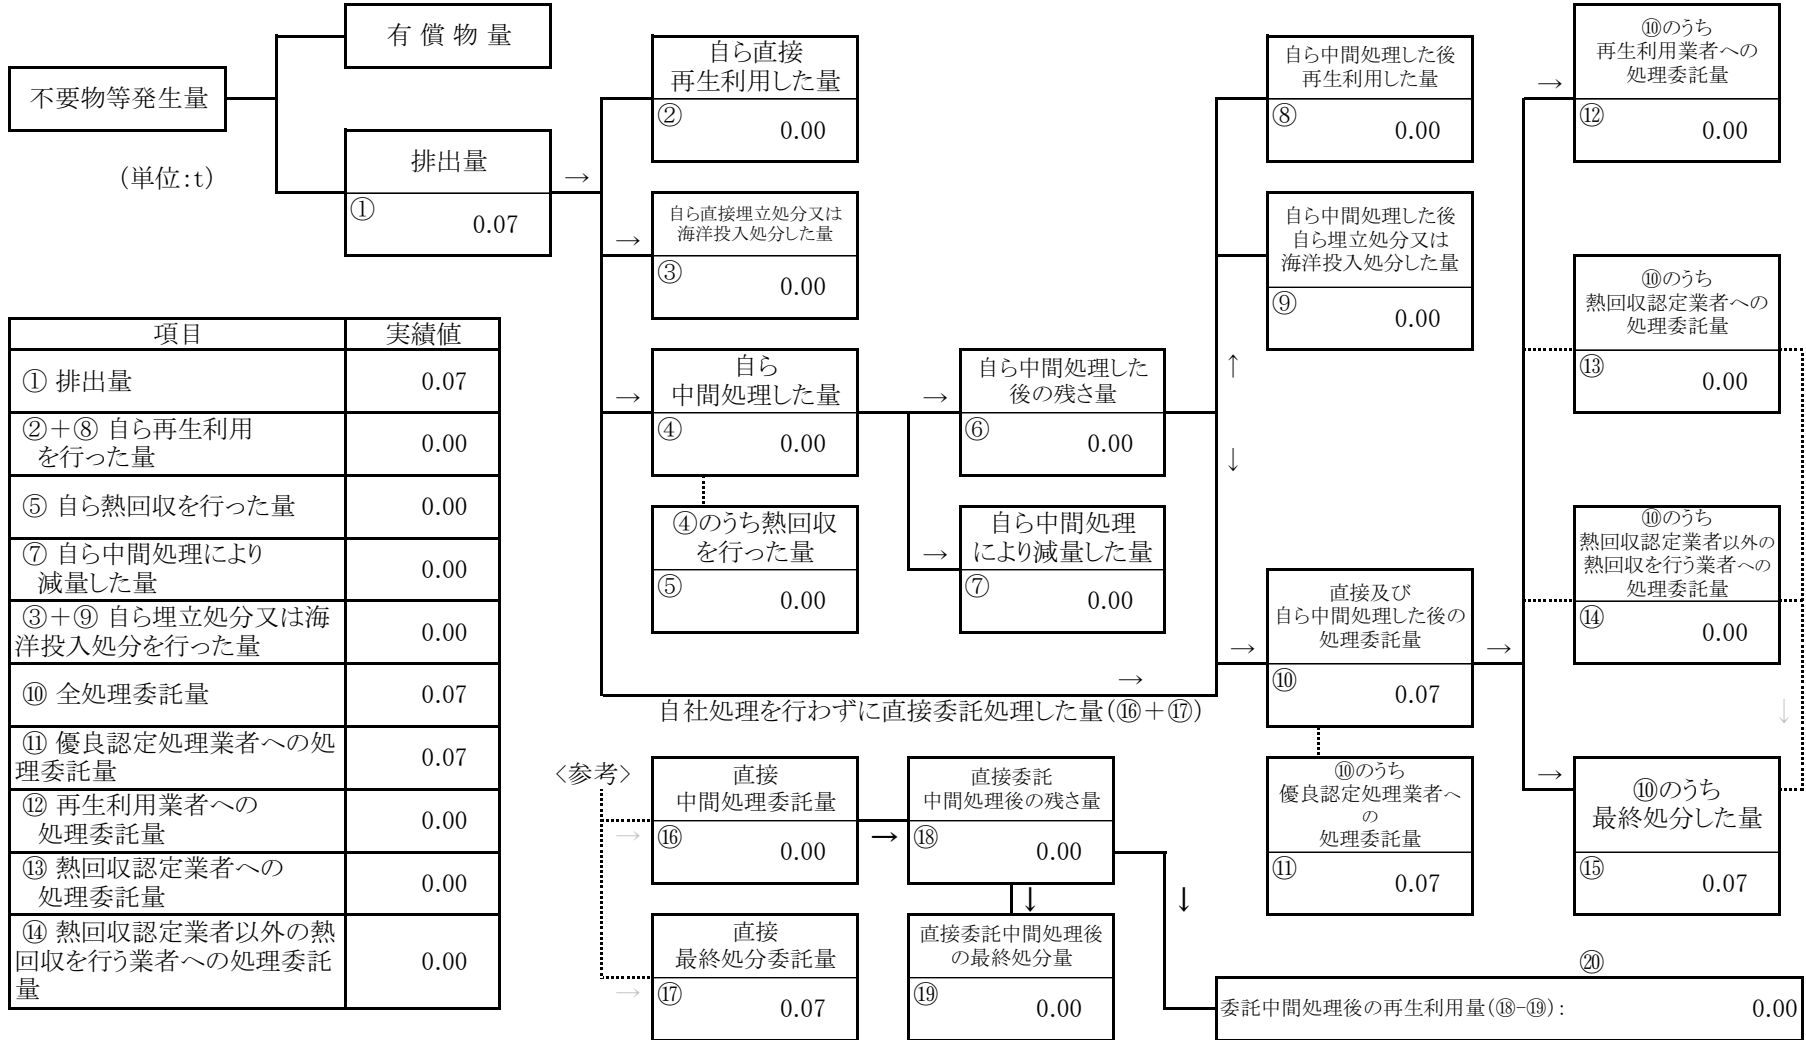 不要物等発生量
(単位:t)
有償物量
排出量
①
0.07
→
自ら直接
再生利用した量
②
0.00
→
自ら直接埋立処分又は
海洋投入処分した量
③
0.00
→
自ら
中間処理した量
④
0.00
④のうち熱回収
を行った量
⑤
0.00
→
自ら中間処理した
後の残さ量
⑥
0.00
→
自ら中間処理
により減量した量
⑦
0.00
自ら中間処理した後
再生利用した量
⑧
0.00
自ら中間処理した後
自ら埋立処分又は
海洋投入処分した量
⑨
0.00
↑
↓
→
自社処理を行わずに直接委託処理した量(⑯+⑰)
→
直接及び
自ら中間処理した後の
処理委託量
⑩
0.07
→
⑩のうち
優良認定処理業者へ
の
処理委託量
⑪
0.07
→
⑩のうち
再生利用業者への
処理委託量
⑫
0.00
⑩のうち
熱回収認定業者への
処理委託量
⑬
0.00
⑩のうち
熱回収認定業者以外の
熱回収を行う業者への
処理委託量
⑭
0.00
↓
→
⑩のうち
最終処分した量
⑮
0.07
項目 実績値
① 排出量 0.07
②+⑧ 自ら再生利用
を行った量 0.00
⑤ 自ら熱回収を行った量 0.00
⑦ 自ら中間処理により
減量した量 0.00
③+⑨ 自ら埋立処分又は海
洋投入処分を行った量 0.00
⑩ 全処理委託量 0.07
⑪ 優良認定処理業者への処
理委託量 0.07
⑫ 再生利用業者への
処理委託量 0.00
⑬ 熱回収認定業者への
処理委託量 0.00
⑭ 熱回収認定業者以外の熱
回収を行う業者への処理委託
量 0.00
<参考>
→
直接
中間処理委託量
⑯
0.00
→
直接委託
中間処理後の残さ量
⑱
0.00
↓
↓
→
直接
最終処分委託量
⑰
0.07
直接委託中間処理後
の最終処分量
⑲
0.00
⑳
委託中間処理後の再生利用量(⑱-⑲): 0.00